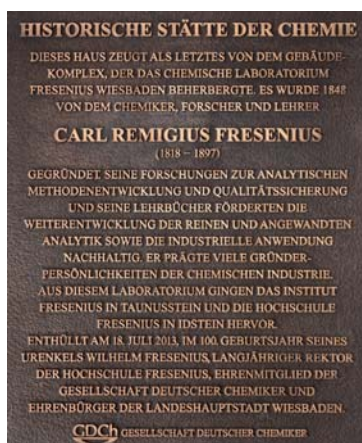 HISTORISCHE STÄTTE DER CHEMIE
DIESES HAUS ZEUGT ALS LETZTES VON DEM GEBÄUDE-
KOMPLEX, DER DAS CHEMISCHE LABORATORIUM
FRESENIUS WIESBADEN BEHERBERGTE. ES WURDE 1848
VON DEM CHEMIKER, FORSCHER UND LEHRER
CARL REMIGIUS FRESENIUS
(1818 – 1897)
GEGRÜNDET. SEINE FORSCHUNGEN ZUR ANALYTISCHEN
METHODENENTWICKLUNG UND QUALITÄTSSICHERUNG
UND SEINE LEHRBÜCHER FÖRDERTEN DIE
WEITERENTWICKLUNG DER REINEN UND ANGEWANDTEN
ANALYTIK SOWIE DIE INDUSTRIELLE ANWENDUNG
NACHHALTIG. ER PRÄGTE VIELE GRÜNDER-
PERSÖNLICHKEITEN DER CHEMISCHEN INDUSTRIE.
AUS DIESEM LABORATORIUM GINGEN DAS INSTITUT
FRESENIUS IN TAUNUSSTEIN UND DIE HOCHSCHULE
FRESENIUS IN IDSTEIN HERVOR.
ENTHÜLLT AM 18. JULI 2013, IM 100. GEBURTSJAHR SEINES
URENKELS WILHELM FRESENIUS, LANGJÄHRIGER REKTOR
DER HOCHSCHULE FRESENIUS, EHRENMITGLIED DER
GESELLSCHAFT DEUTSCHER CHEMIKER UND
EHRENBÜRGER DER LANDESHAUPTSTADT WIESBADEN.
GDCh GESELLSCHAFT DEUTSCHER CHEMIKER